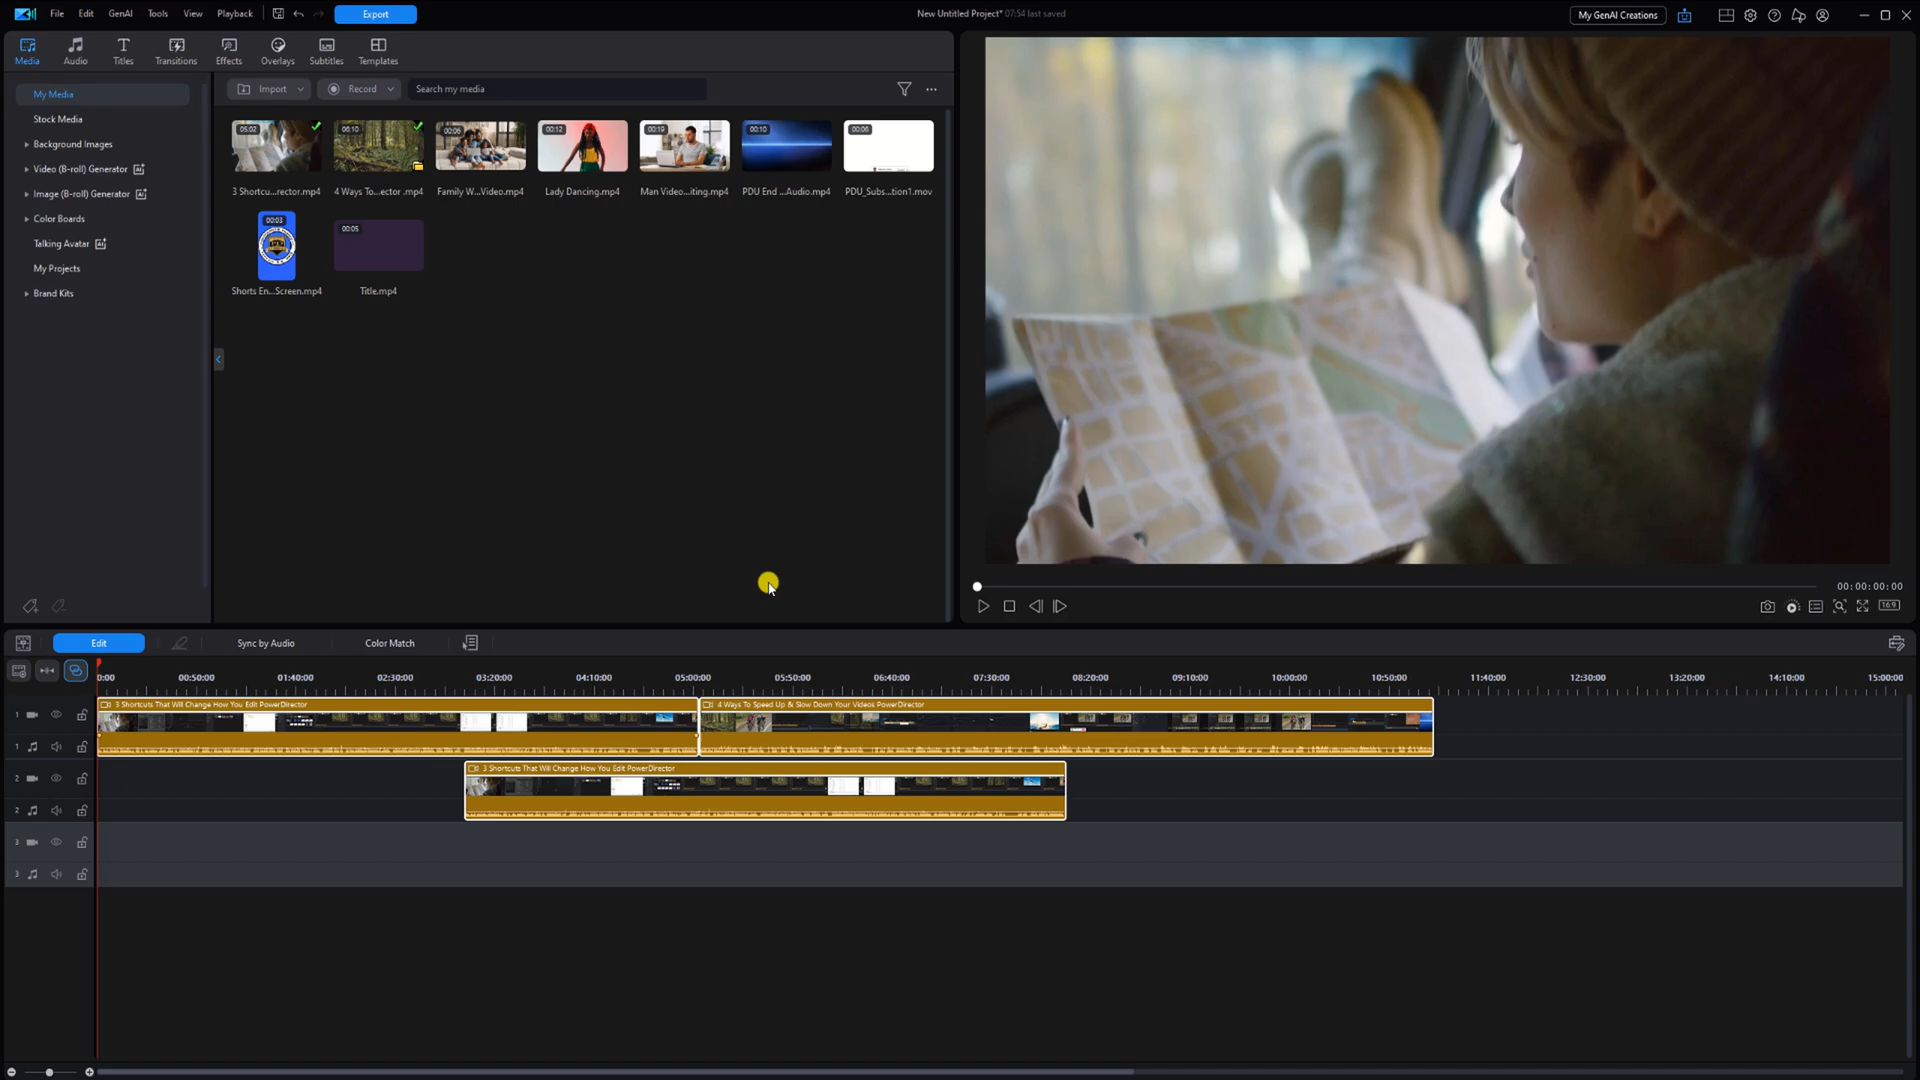 File Edit GenAI Tools View Playback Export New Untitled Project* 07:54 last saved My GenAI Creations
Media Audio Titles Transitions Effects Overlays Subtitles Templates
My Media Import Record Search my media
Stock Media
Background Images
Video (B-roll) Generator
Image (B-roll) Generator
Color Boards
Talking Avatar
My Projects
Brand Kits
05:02 06:10 00:06 00:12 00:19 00:10 00:06
3 Shortcu...rector.mp4 4 Ways To...ector .mp4 Family W...Video.mp4 Lady Dancing.mp4 Man Video...iting.mp4 PDU End ...Audio.mp4 PDU_Subs...tion1.mov
00:03 00:05
Shorts En...Screen.mp4 Title.mp4
00:00:00:00
16:9
Edit Sync by Audio Color Match
0:00 00:50:00 01:40:00 02:30:00 03:20:00 04:10:00 05:00:00 05:50:00 06:40:00 07:30:00 08:20:00 09:10:00 10:00:00 10:50:00 11:40:00 12:30:00 13:20:00 14:10:00 15:00:00
1 3 Shortcuts That Will Change How You Edit PowerDirector 4 Ways To Speed Up & Slow Down Your Videos PowerDirector
1
2 3 Shortcuts That Will Change How You Edit PowerDirector
2
3
3